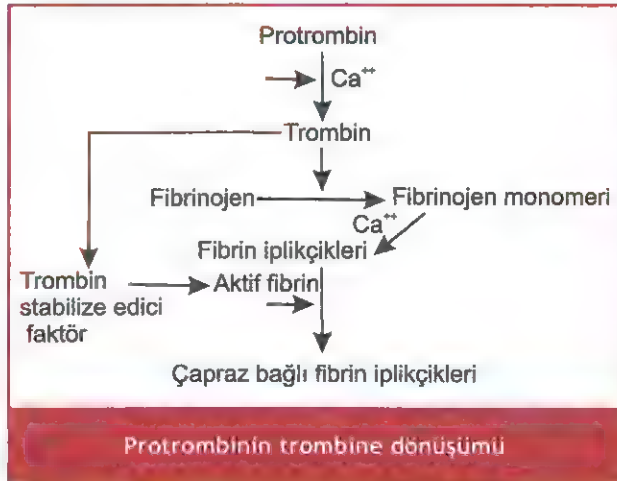 Protrombin
Ca⁺⁺
Trombin
Fibrinojen
Fibrinojen monomeri
Ca⁺⁺
Fibrin iplikçikleri
Trombin
stabilize edici
faktör
Aktif fibrin
Çapraz bağlı fibrin iplikçikleri
Protrombinin trombine dönüşümü